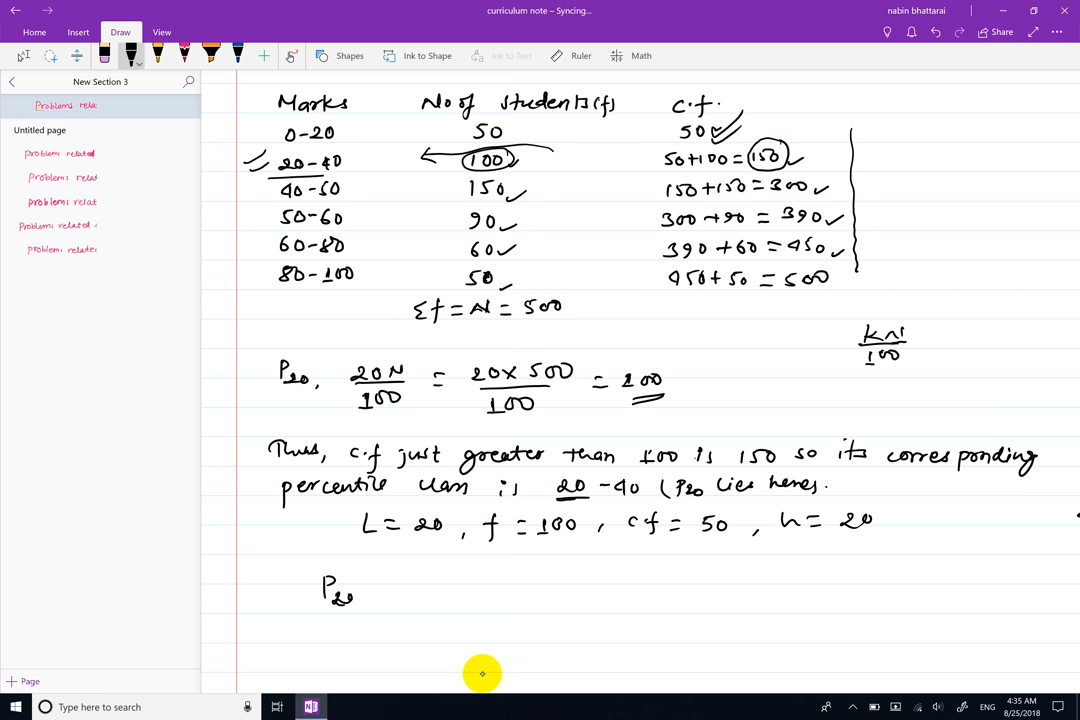 curriculum note – Syncing...
nabin bhattarai
Home Insert Draw View
Share
Shapes Ink to Shape Ink to Text Ruler Math
New Section 3
Problems rela
Untitled page
problem related
Problems relat
problem relat
Problems related
problem relate
Page
Marks No of students(f) c.f.
0-20 50 50
20-40 100 50+100=150
40-50 150 150+150=300
50-60 90 300+90=390
60-80 60 390+60=450
80-100 50 450+50=500
Σf = N = 500
kN/100
P20, 20N/100 = 20×500/100 = 100
Thus, c.f just greater than 100 is 150 so its corresponding
percentile class is 20-40 (P20 lies here).
L = 20, f = 100, cf = 50, h = 20
P20
Type here to search
ENG
4:35 AM
8/25/2018